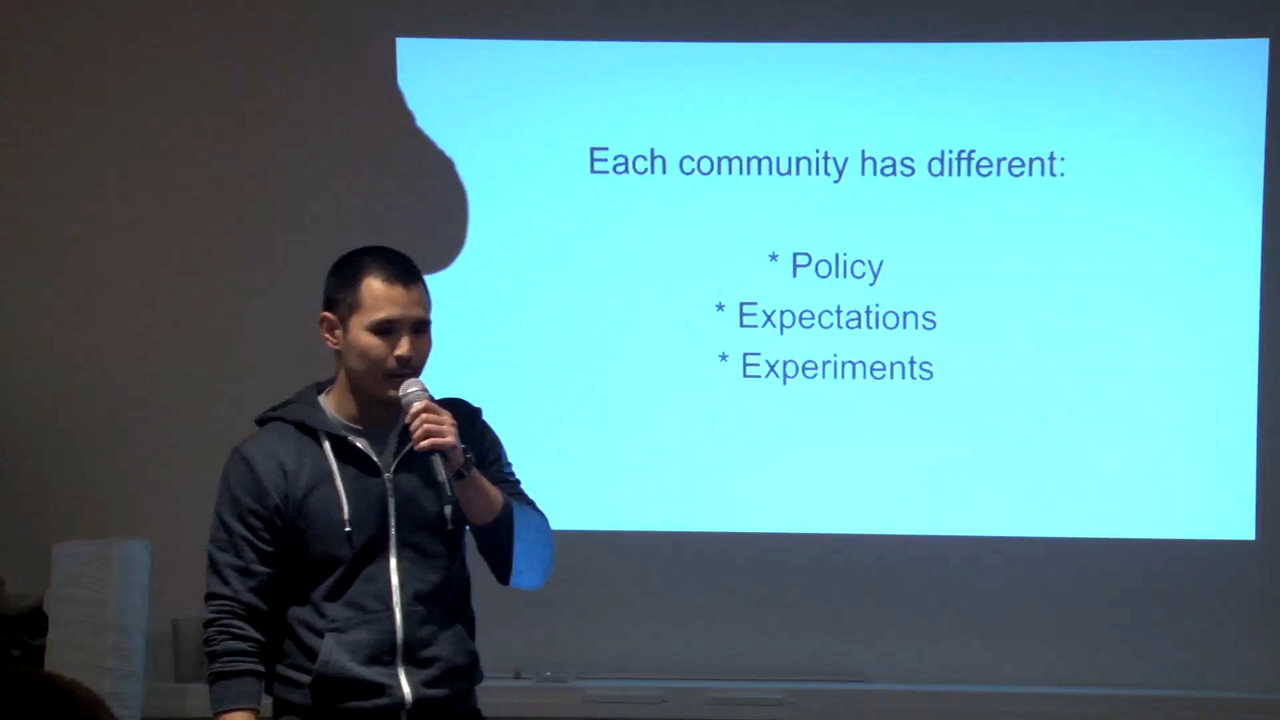 Each community has different:
* Policy
* Expectations
* Experiments